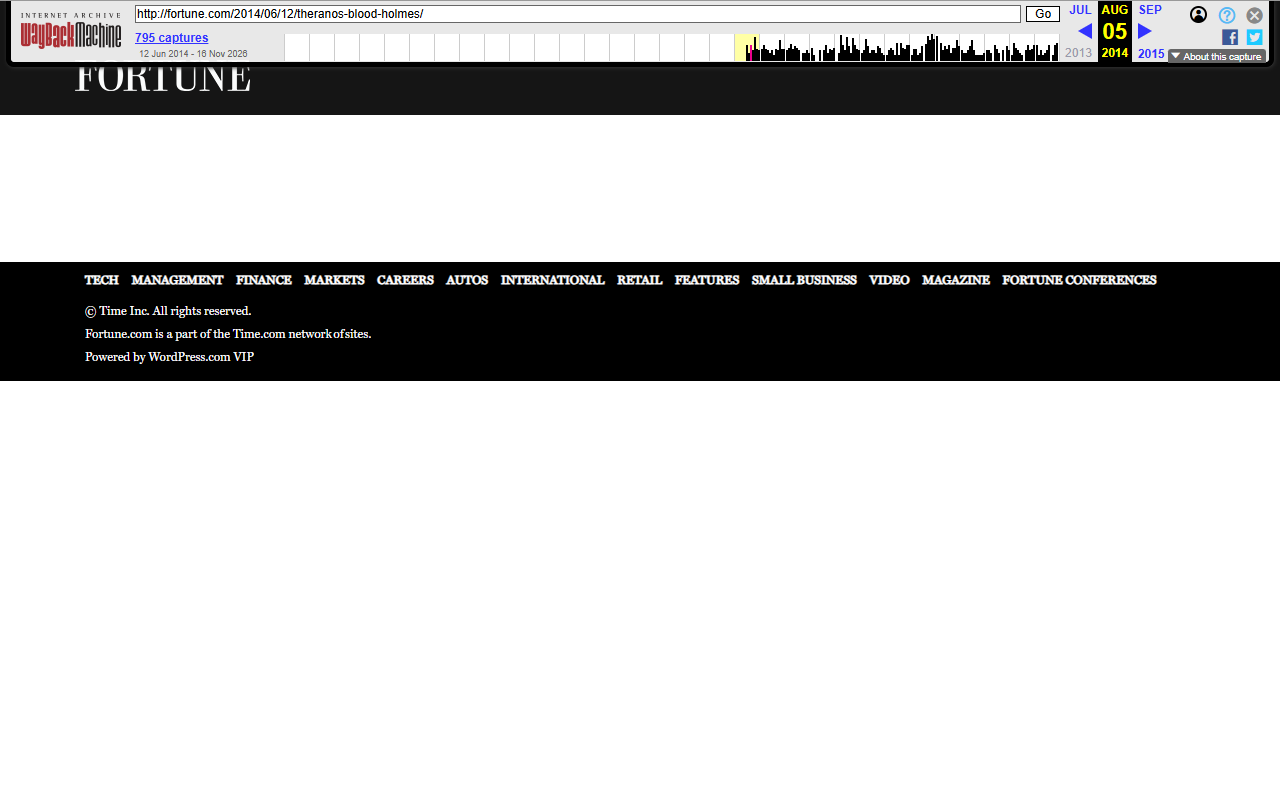 INTERNET ARCHIVE
WayBackMachine
http://fortune.com/2014/06/12/theranos-blood-holmes/
Go
795 captures
12 Jun 2014 - 16 Nov 2026
JUL AUG SEP
05
2013 2014 2015
About this capture
FORTUNE
TECH MANAGEMENT FINANCE MARKETS CAREERS AUTOS INTERNATIONAL RETAIL FEATURES SMALL BUSINESS VIDEO MAGAZINE FORTUNE CONFERENCES
© Time Inc. All rights reserved.
Fortune.com is a part of the Time.com network of sites.
Powered by WordPress.com VIP